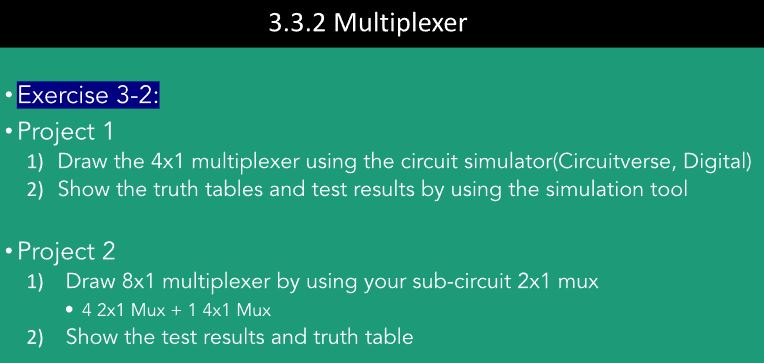 3.3.2 Multiplexer
• Exercise 3-2:
• Project 1
1) Draw the 4x1 multiplexer using the circuit simulator(Circuitverse, Digital)
2) Show the truth tables and test results by using the simulation tool
• Project 2
1) Draw 8x1 multiplexer by using your sub-circuit 2x1 mux
• 4 2x1 Mux + 1 4x1 Mux
2) Show the test results and truth table